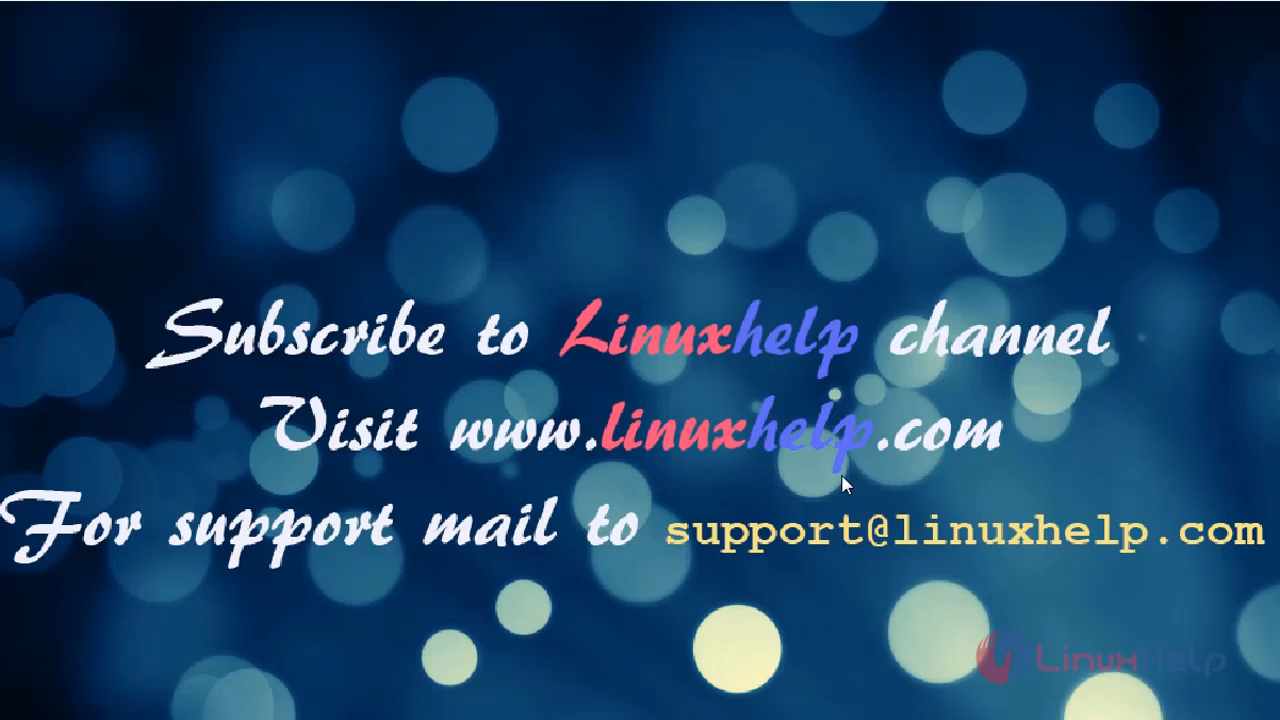 Subscribe to Linuxhelp channel
Visit www.linuxhelp.com
For support mail to support@linuxhelp.com
LinuxHelp